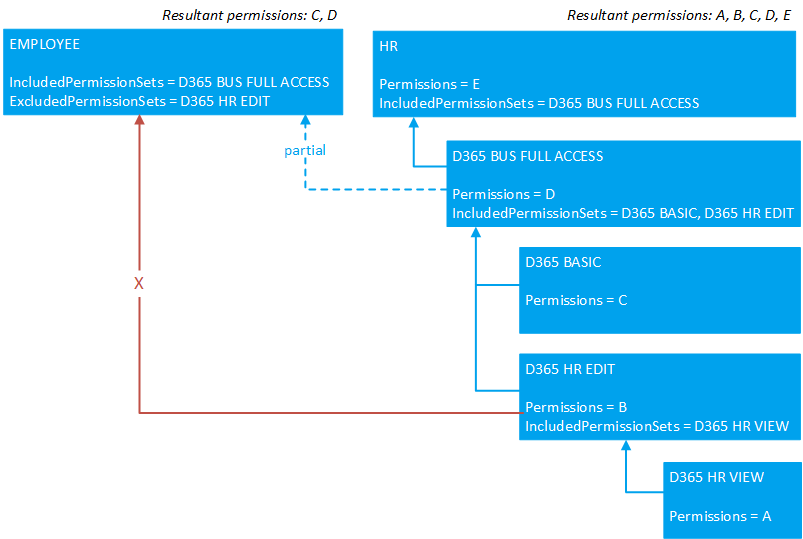 Resultant permissions: C, D
EMPLOYEE
IncludedPermissionSets = D365 BUS FULL ACCESS
ExcludedPermissionSets = D365 HR EDIT
Resultant permissions: A, B, C, D, E
HR
Permissions = E
IncludedPermissionSets = D365 BUS FULL ACCESS
partial
D365 BUS FULL ACCESS
Permissions = D
IncludedPermissionSets = D365 BASIC, D365 HR EDIT
D365 BASIC
Permissions = C
X
D365 HR EDIT
Permissions = B
IncludedPermissionSets = D365 HR VIEW
D365 HR VIEW
Permissions = A